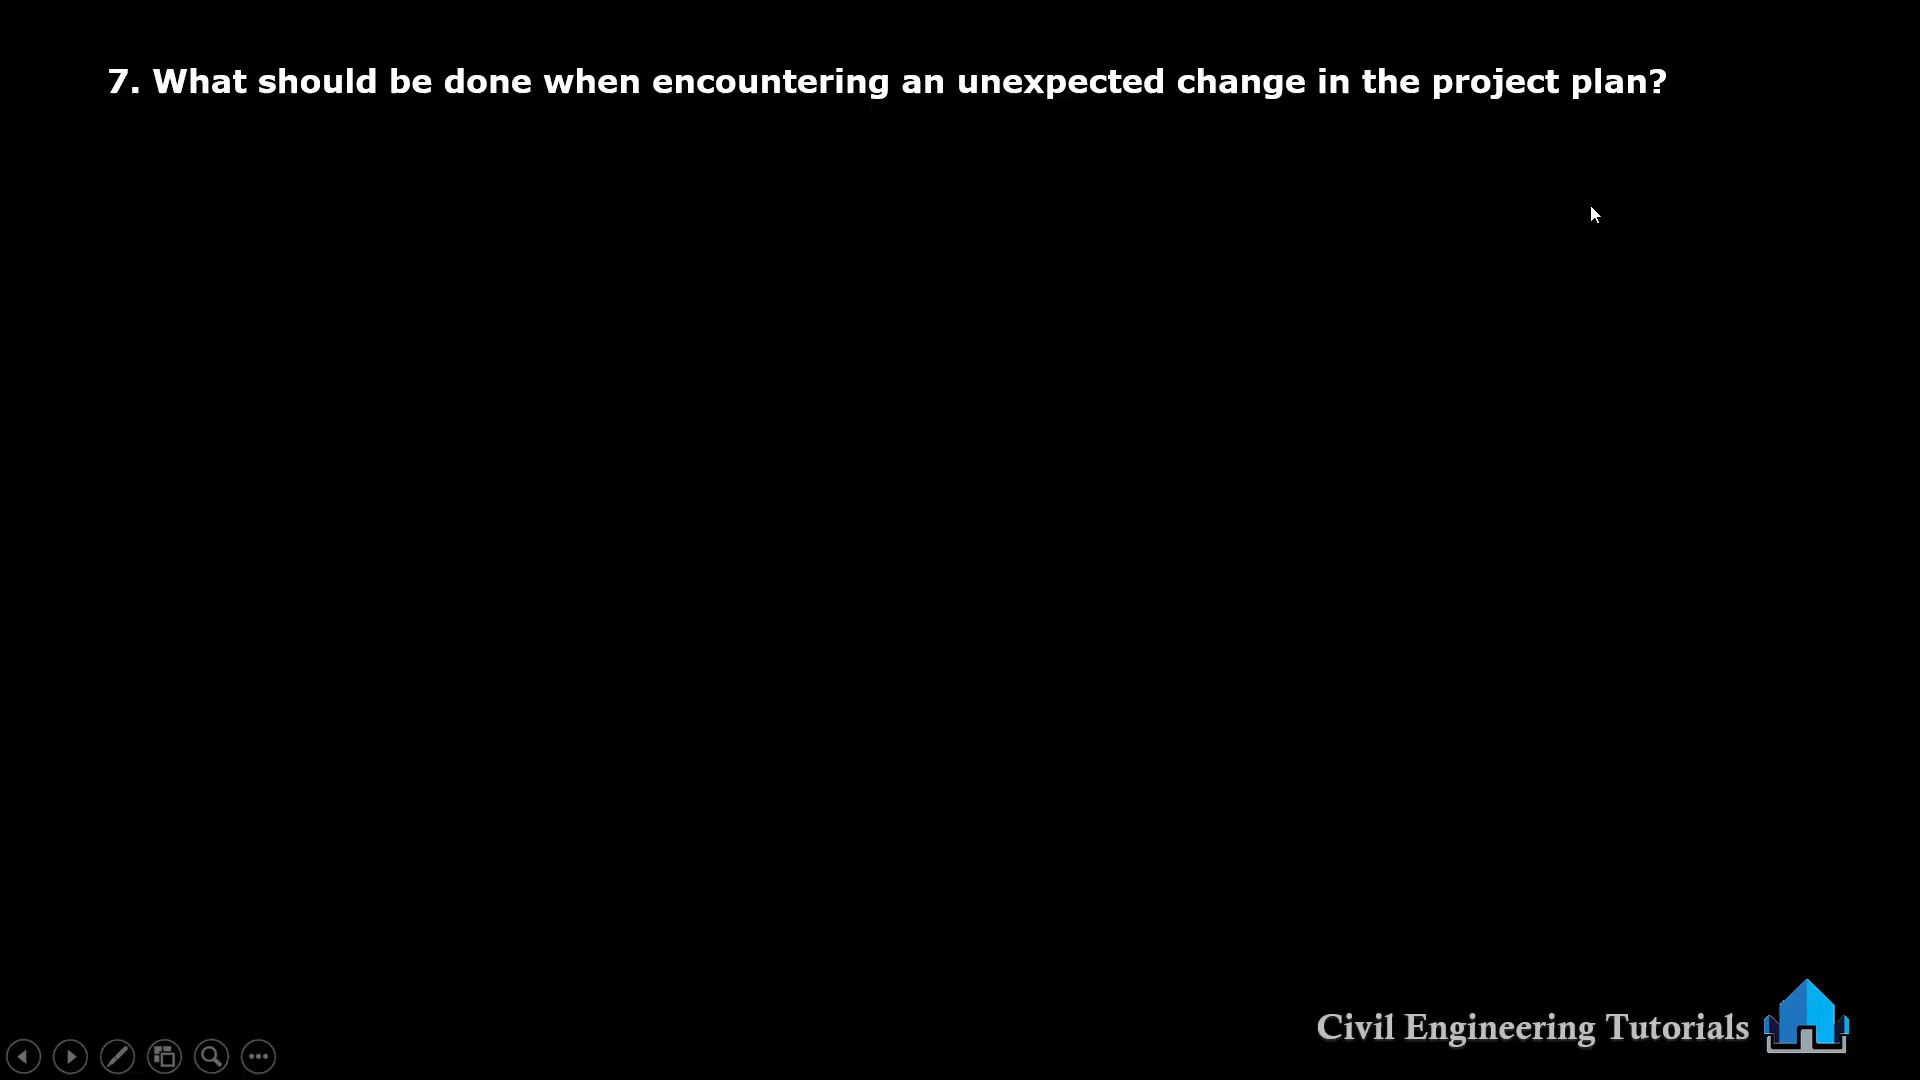 7. What should be done when encountering an unexpected change in the project plan?
Civil Engineering Tutorials